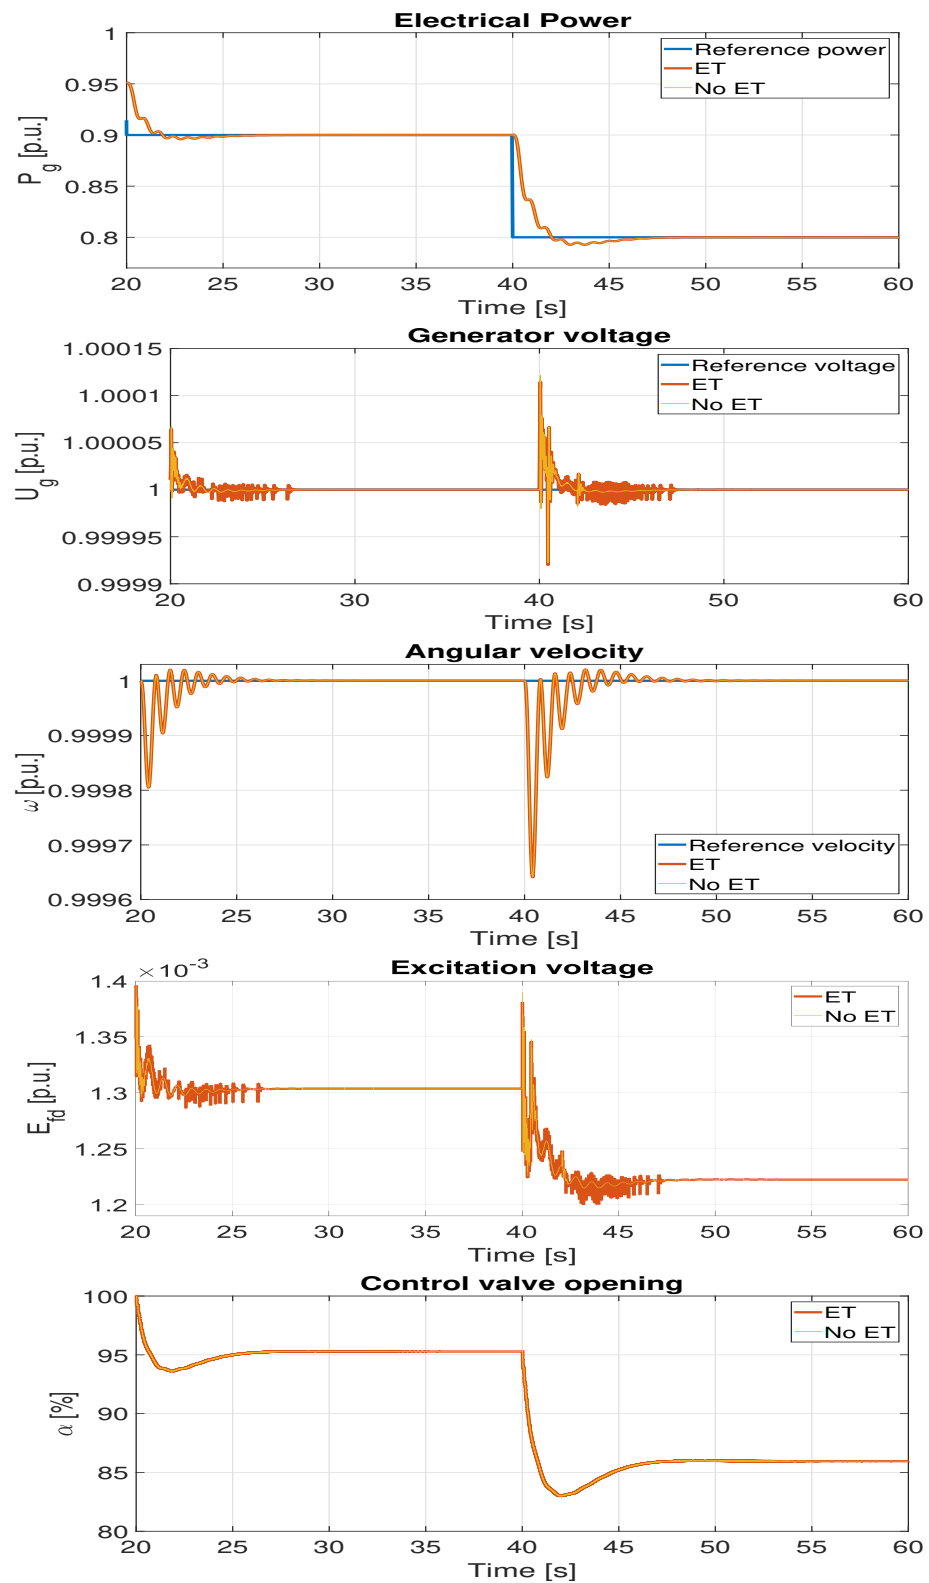 Electrical Power
Reference power
ET
No ET
1
0.95
0.9
0.85
0.8
P_g [p.u.]
20 25 30 35 40 45 50 55 60
Time [s]
Generator voltage
Reference voltage
ET
No ET
1.00015
1.0001
1.00005
1
0.99995
0.9999
U_g [p.u.]
20 30 40 50 60
Time [s]
Angular velocity
1
0.9999
0.9998
0.9997
0.9996
ω [p.u.]
Reference velocity
ET
No ET
20 25 30 35 40 45 50 55 60
Time [s]
Excitation voltage
×10^-3
ET
No ET
1.4
1.35
1.3
1.25
1.2
E_fd [p.u.]
20 25 30 35 40 45 50 55 60
Time [s]
Control valve opening
ET
No ET
100
95
90
85
80
α [%]
20 25 30 35 40 45 50 55 60
Time [s]